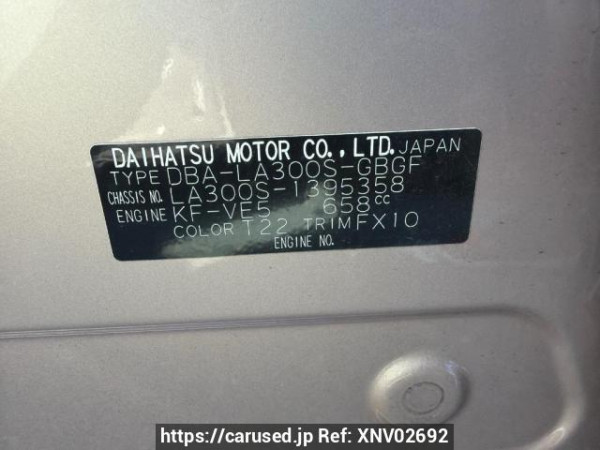 DAIHATSU MOTOR CO., LTD. JAPAN
TYPE DBA-LA300S-GBGF
CHASSIS NO. LA300S-1395358
ENGINE KF-VE5 658cc
COLOR T22 TRIM FX10
ENGINE NO.
https://carused.jp Ref: XNV02692